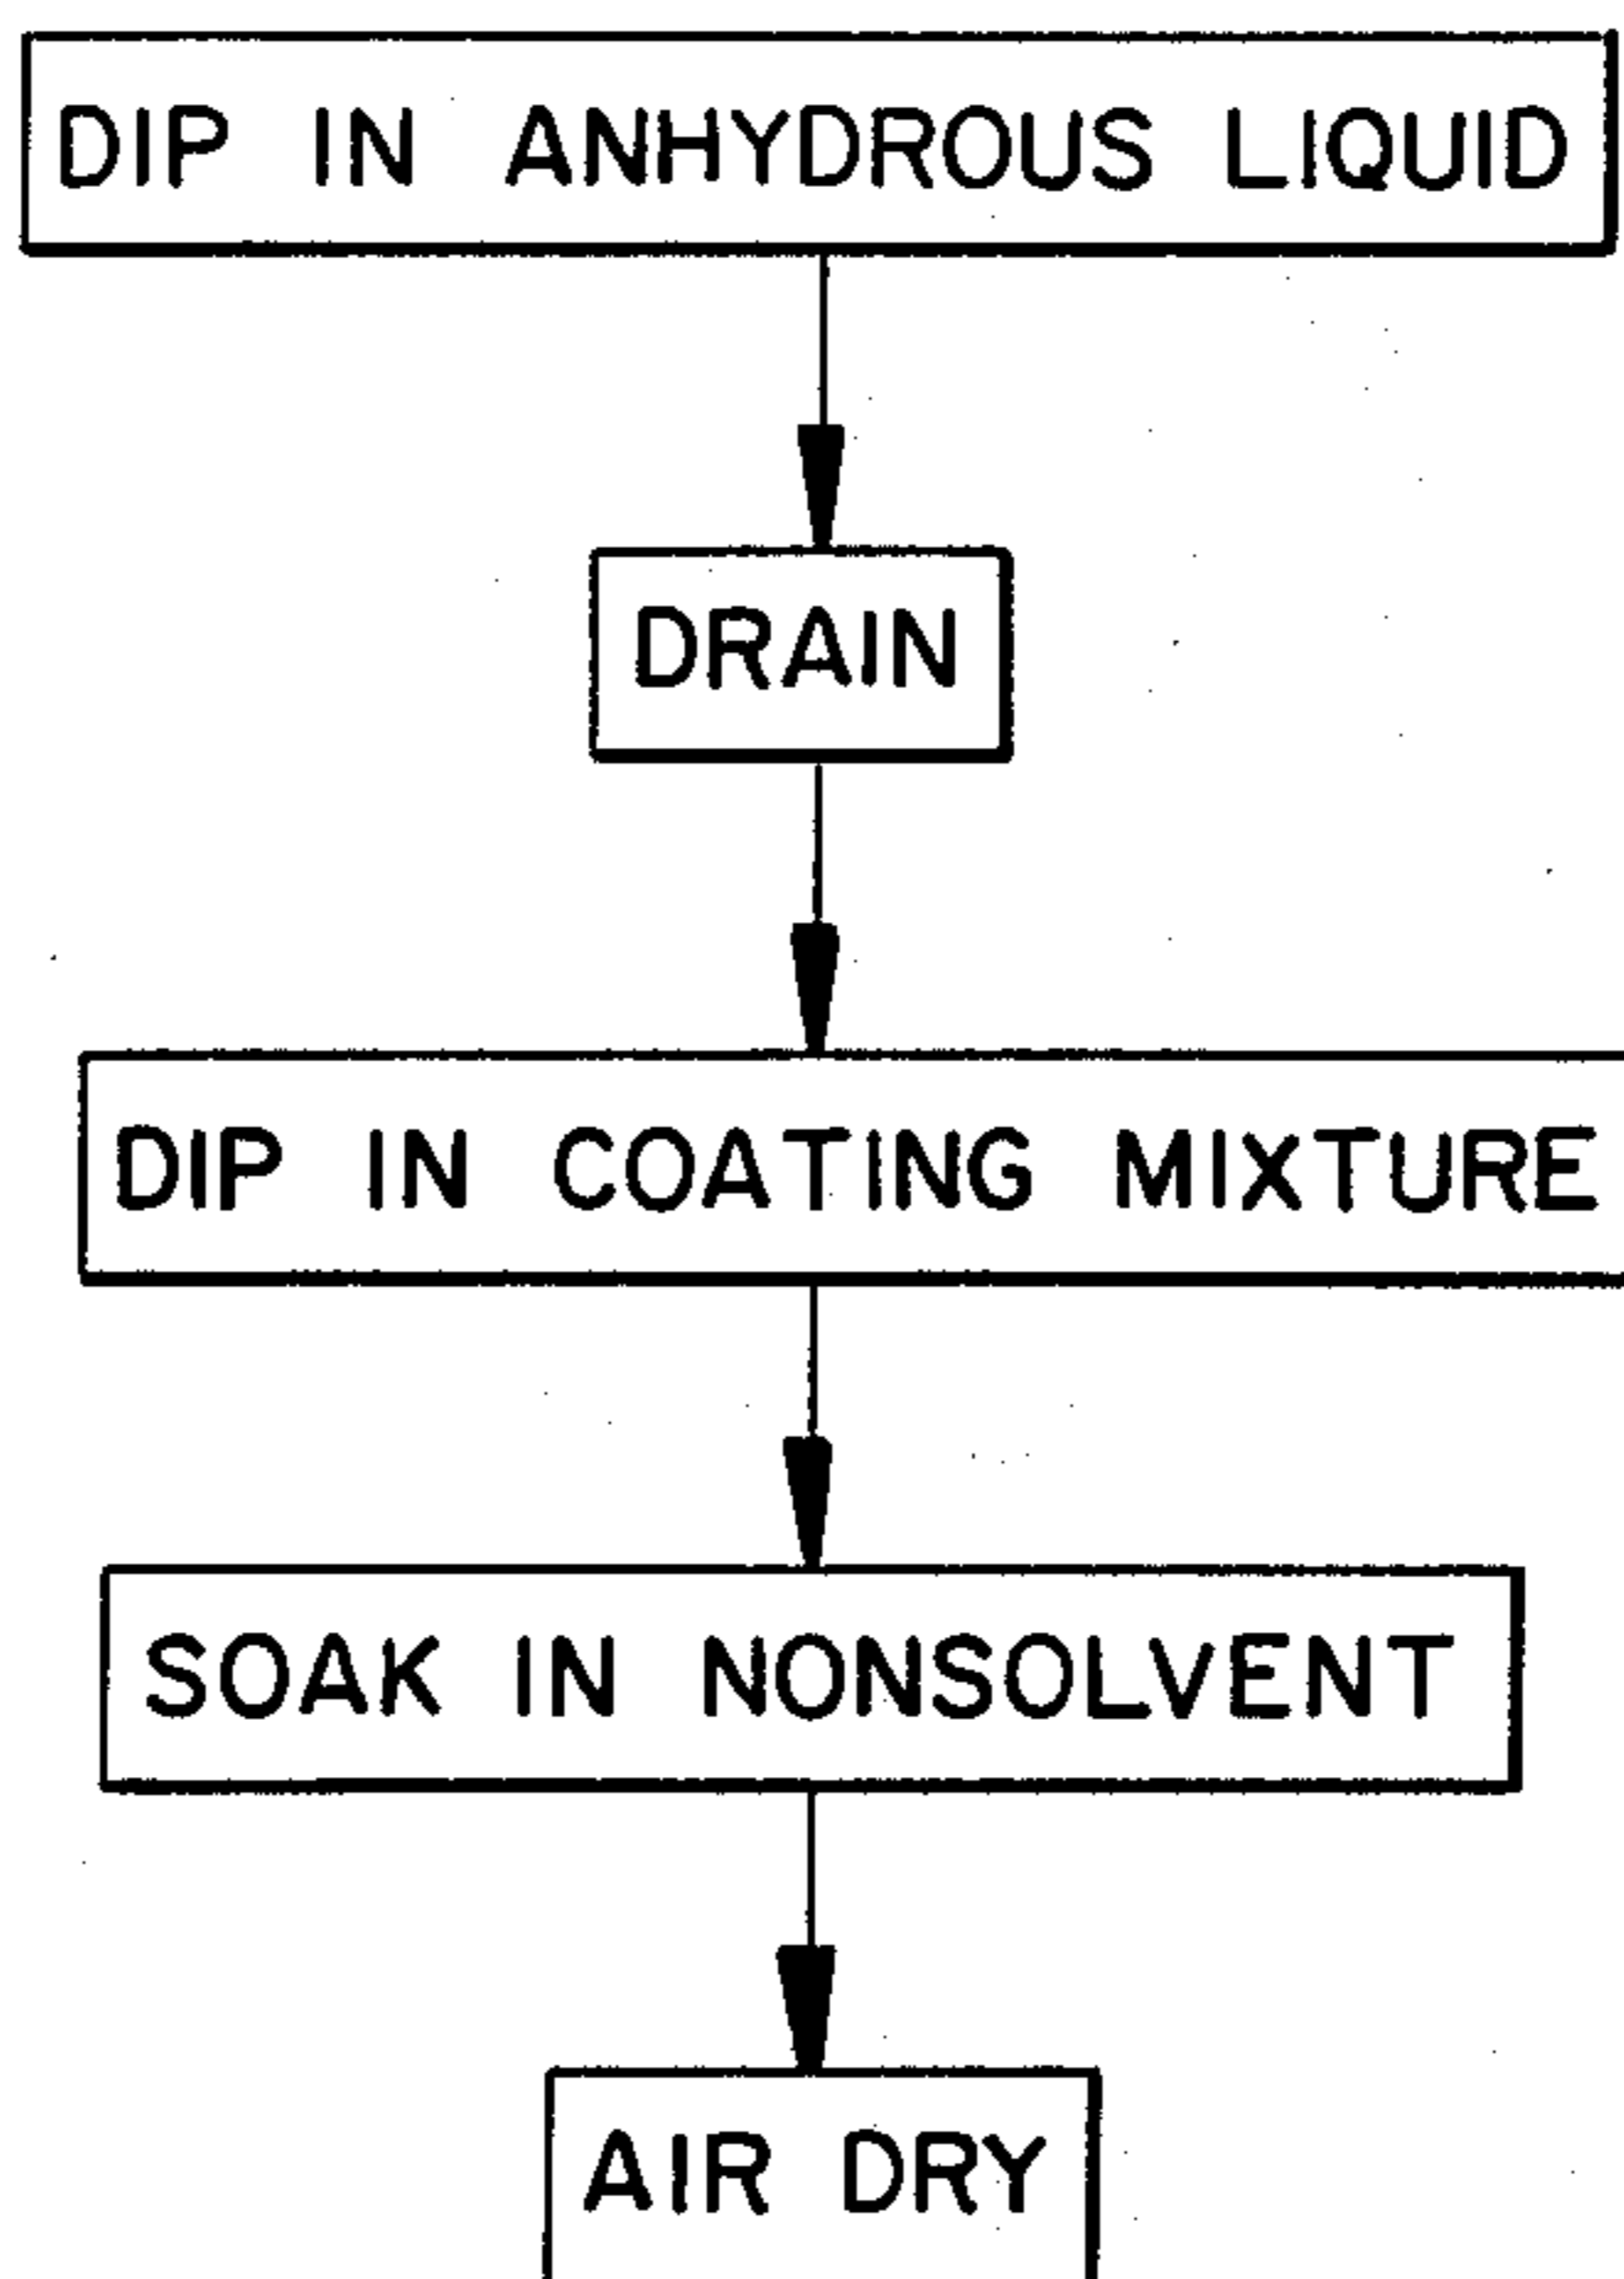 DIP IN ANHYDROUS LIQUID
DRAIN
DIP IN COATING MIXTURE
SOAK IN NONSOLVENT
AIR DRY